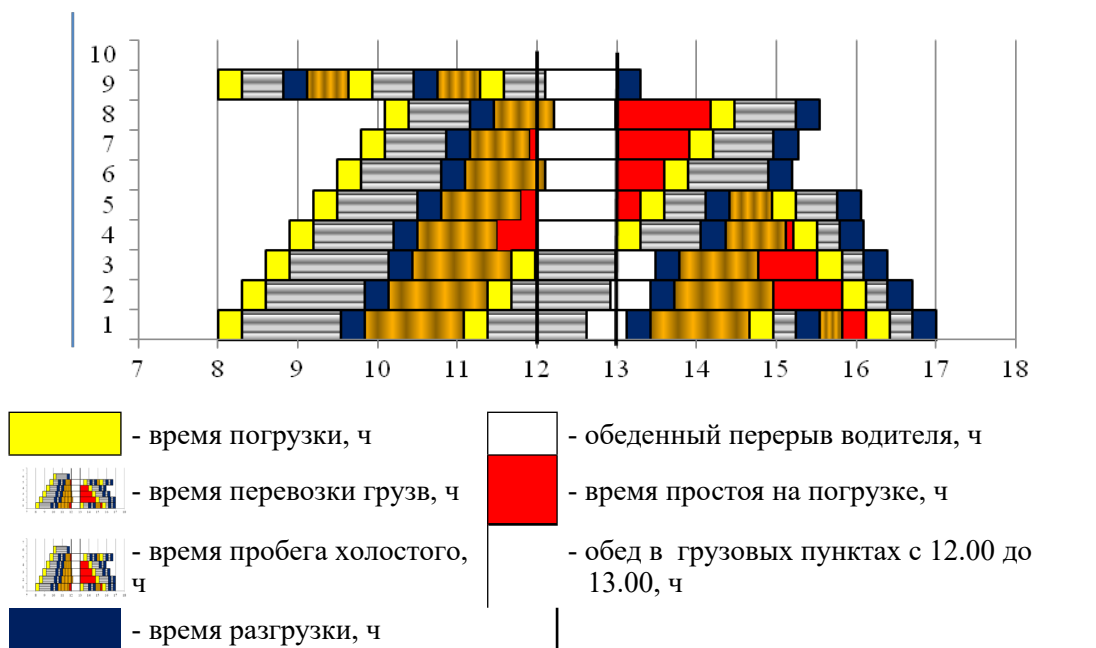 10
9
8
7
6
5
4
3
2
1
7 8 9 10 11 12 13 14 15 16 17 18
- время погрузки, ч
- обеденный перерыв водителя, ч
- время перевозки грузв, ч
- время простоя на погрузке, ч
- время пробега холостого,
ч
- обед в грузовых пунктах с 12.00 до
13.00, ч
- время разгрузки, ч